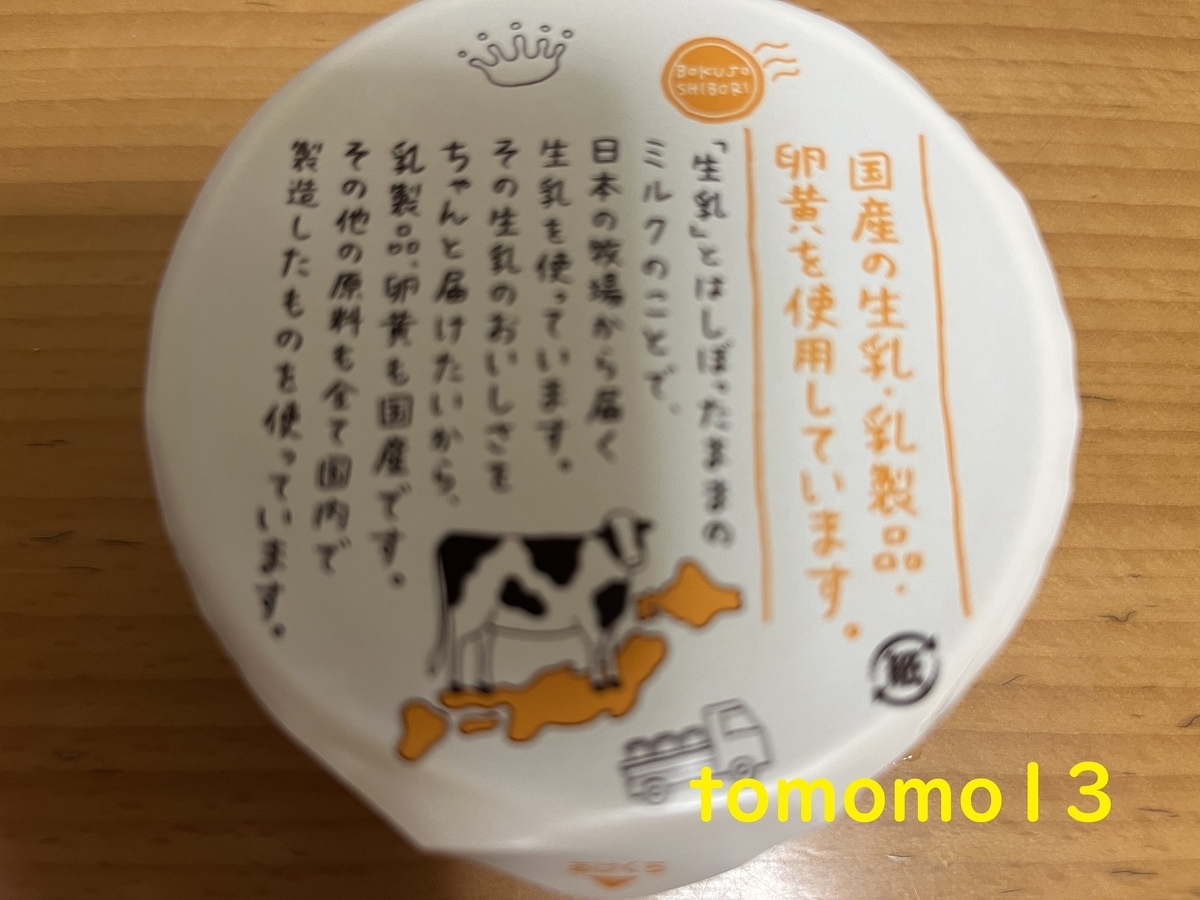 BOKUJO
SHIBORI
国産の生乳・乳製品・
卵黄を使用しています。
「生乳」とはしぼったままの
ミルクのことで、
日本の牧場から届く
生乳を使っています。
その生乳のおいしさを
ちゃんと届けたいから、
乳製品、卵黄も国産です。
その他の原料も全て国内で
製造したものを使っています。
紙
tomomo13